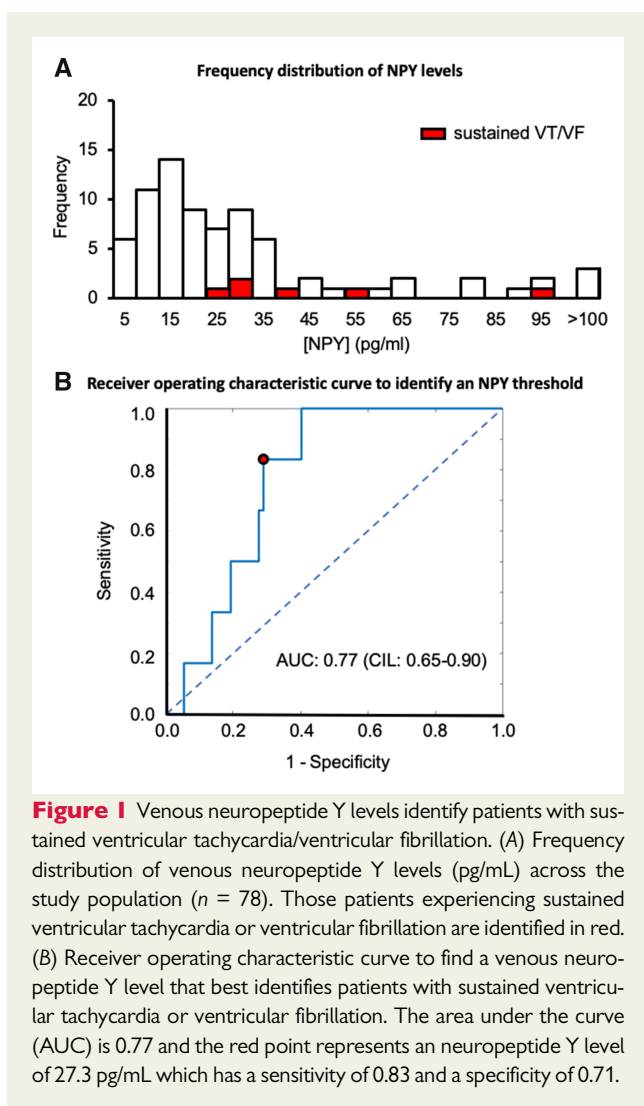 A
Frequency distribution of NPY levels
20
15
10
5
0
Frequency
sustained VT/VF
5 15 25 35 45 55 65 75 85 95 >100
[NPY] (pg/ml)
B Receiver operating characteristic curve to identify an NPY threshold
1.0
0.8
0.6
0.4
0.2
0.0
Sensitivity
AUC: 0.77 (CIL: 0.65-0.90)
0.0 0.2 0.4 0.6 0.8 1.0
1 - Specificity
Figure 1 Venous neuropeptide Y levels identify patients with sus-
tained ventricular tachycardia/ventricular fibrillation. (A) Frequency
distribution of venous neuropeptide Y levels (pg/mL) across the
study population (n = 78). Those patients experiencing sustained
ventricular tachycardia or ventricular fibrillation are identified in red.
(B) Receiver operating characteristic curve to find a venous neuro-
peptide Y level that best identifies patients with sustained ventricu-
lar tachycardia or ventricular fibrillation. The area under the curve
(AUC) is 0.77 and the red point represents an neuropeptide Y level
of 27.3 pg/mL which has a sensitivity of 0.83 and a specificity of 0.71.